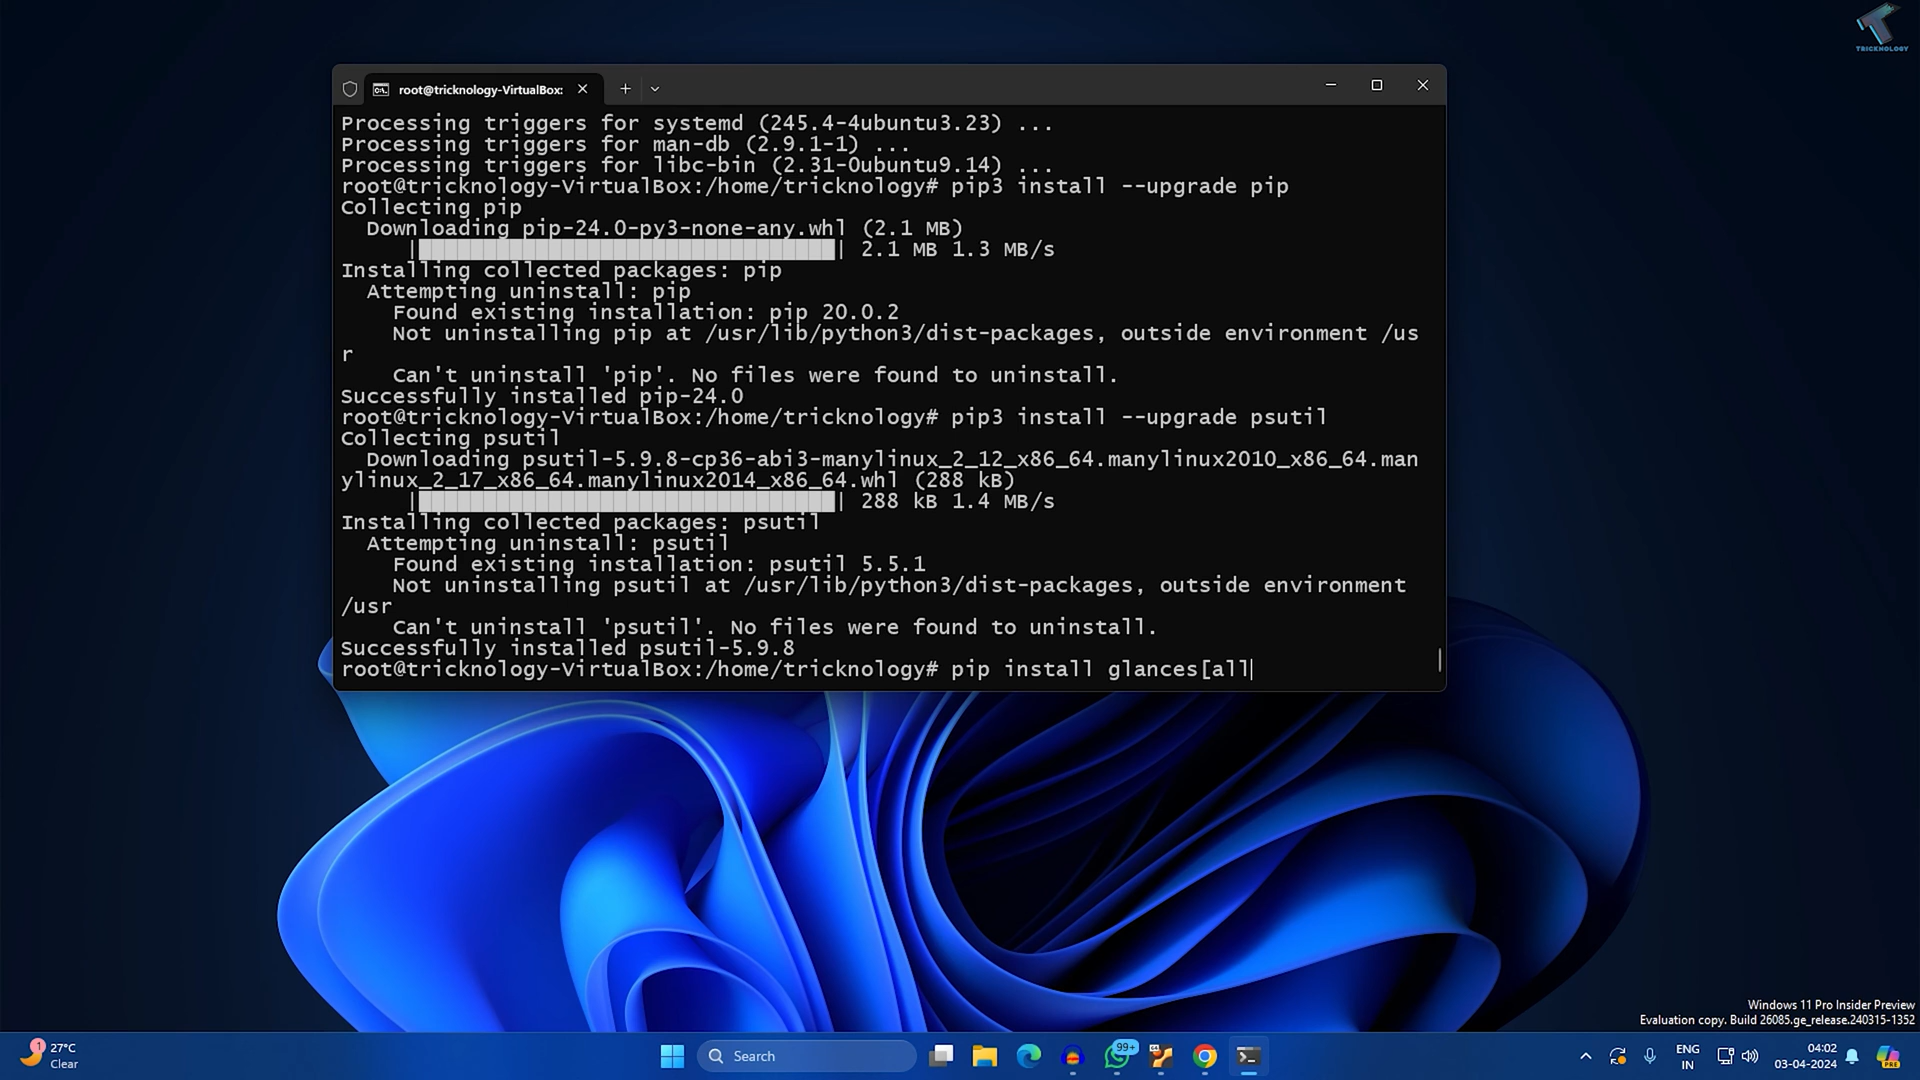 TRICKNOLOGY
root@tricknology-VirtualBox:
Processing triggers for systemd (245.4-4ubuntu3.23) ...
Processing triggers for man-db (2.9.1-1) ...
Processing triggers for libc-bin (2.31-0ubuntu9.14) ...
root@tricknology-VirtualBox:/home/tricknology# pip3 install --upgrade pip
Collecting pip
  Downloading pip-24.0-py3-none-any.whl (2.1 MB)
     |████████████████████████████████| 2.1 MB 1.3 MB/s
Installing collected packages: pip
  Attempting uninstall: pip
    Found existing installation: pip 20.0.2
    Not uninstalling pip at /usr/lib/python3/dist-packages, outside environment /us
r
    Can't uninstall 'pip'. No files were found to uninstall.
Successfully installed pip-24.0
root@tricknology-VirtualBox:/home/tricknology# pip3 install --upgrade psutil
Collecting psutil
  Downloading psutil-5.9.8-cp36-abi3-manylinux_2_12_x86_64.manylinux2010_x86_64.man
ylinux_2_17_x86_64.manylinux2014_x86_64.whl (288 kB)
     |████████████████████████████████| 288 kB 1.4 MB/s
Installing collected packages: psutil
  Attempting uninstall: psutil
    Found existing installation: psutil 5.5.1
    Not uninstalling psutil at /usr/lib/python3/dist-packages, outside environment
/usr
    Can't uninstall 'psutil'. No files were found to uninstall.
Successfully installed psutil-5.9.8
root@tricknology-VirtualBox:/home/tricknology# pip install glances[all
Windows 11 Pro Insider Preview
Evaluation copy. Build 26085.ge_release.240315-1352
1
27°C
Clear
Search
99+
ENG
IN
04:02
03-04-2024
PRE